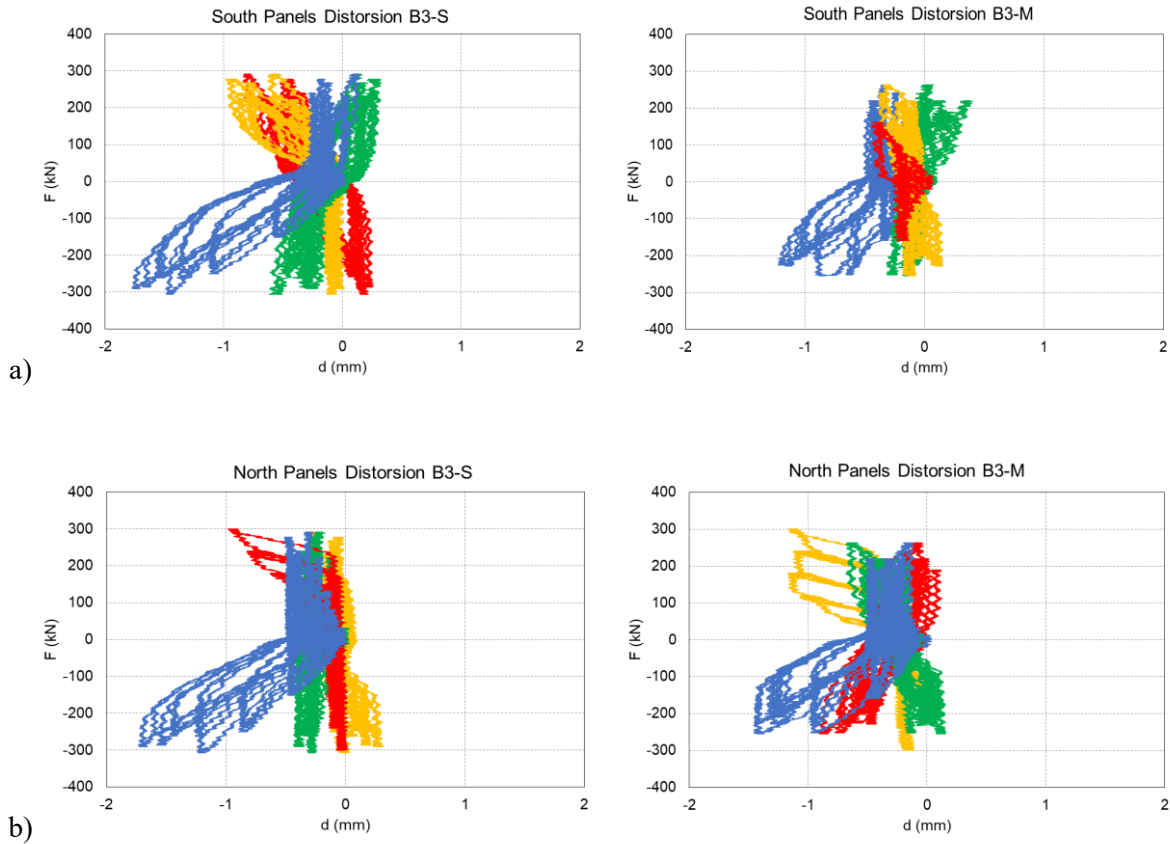 South Panels Distorsion B3-S
400
300
200
100
0
-100
-200
-300
-400
F (kN)
-2 -1 0 1 2
d (mm)
South Panels Distorsion B3-M
400
300
200
100
0
-100
-200
-300
-400
F (kN)
-2 -1 0 1 2
d (mm)
a)
North Panels Distorsion B3-S
400
300
200
100
0
-100
-200
-300
-400
F (kN)
-2 -1 0 1 2
d (mm)
North Panels Distorsion B3-M
400
300
200
100
0
-100
-200
-300
-400
F (kN)
-2 -1 0 1 2
d (mm)
b)